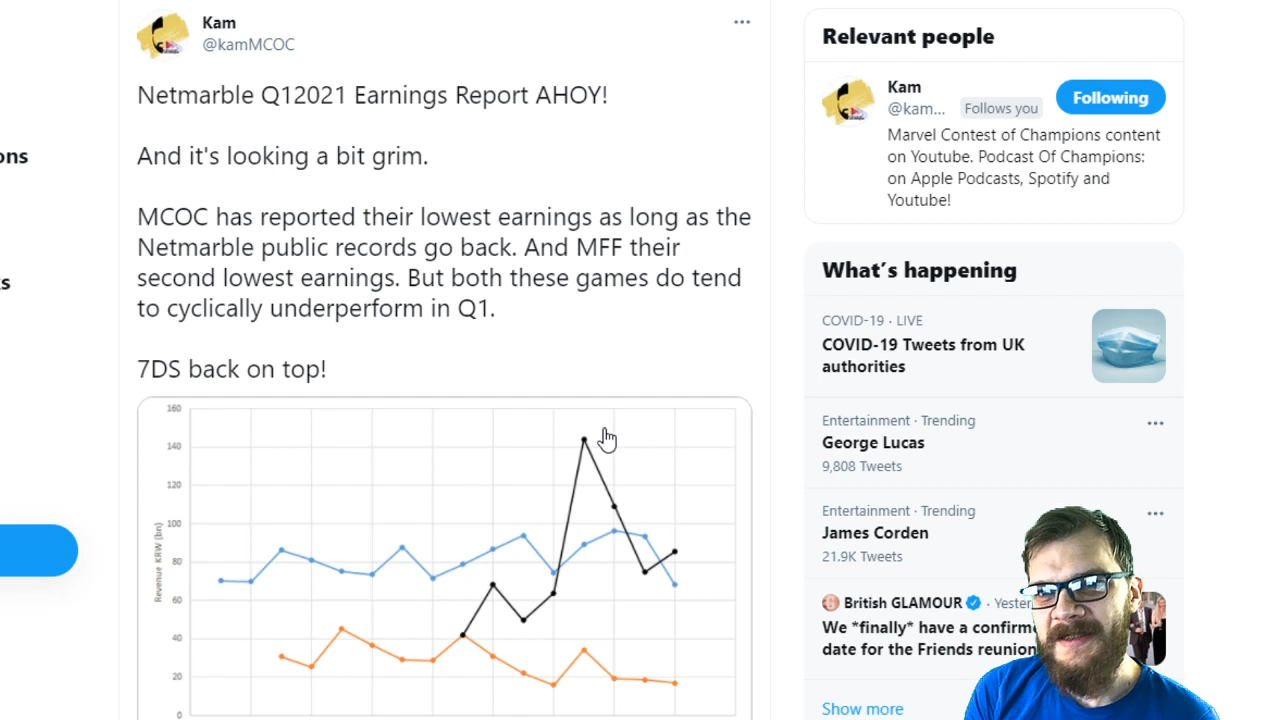 ons
s
Kam
@kamMCOC
Netmarble Q12021 Earnings Report AHOY!
And it's looking a bit grim.
MCOC has reported their lowest earnings as long as the
Netmarble public records go back. And MFF their
second lowest earnings. But both these games do tend
to cyclically underperform in Q1.
7DS back on top!
160
140
120
100
80
60
40
20
0
Revenue KRW (bn)
Relevant people
Kam
@kam...
Follows you
Following
Marvel Contest of Champions content
on Youtube. Podcast Of Champions:
on Apple Podcasts, Spotify and
Youtube!
What's happening
COVID-19 · LIVE
COVID-19 Tweets from UK
authorities
Entertainment · Trending
George Lucas
9,808 Tweets
Entertainment · Trending
James Corden
21.9K Tweets
British GLAMOUR · Yester
We *finally* have a confirme
date for the Friends reunion
Show more